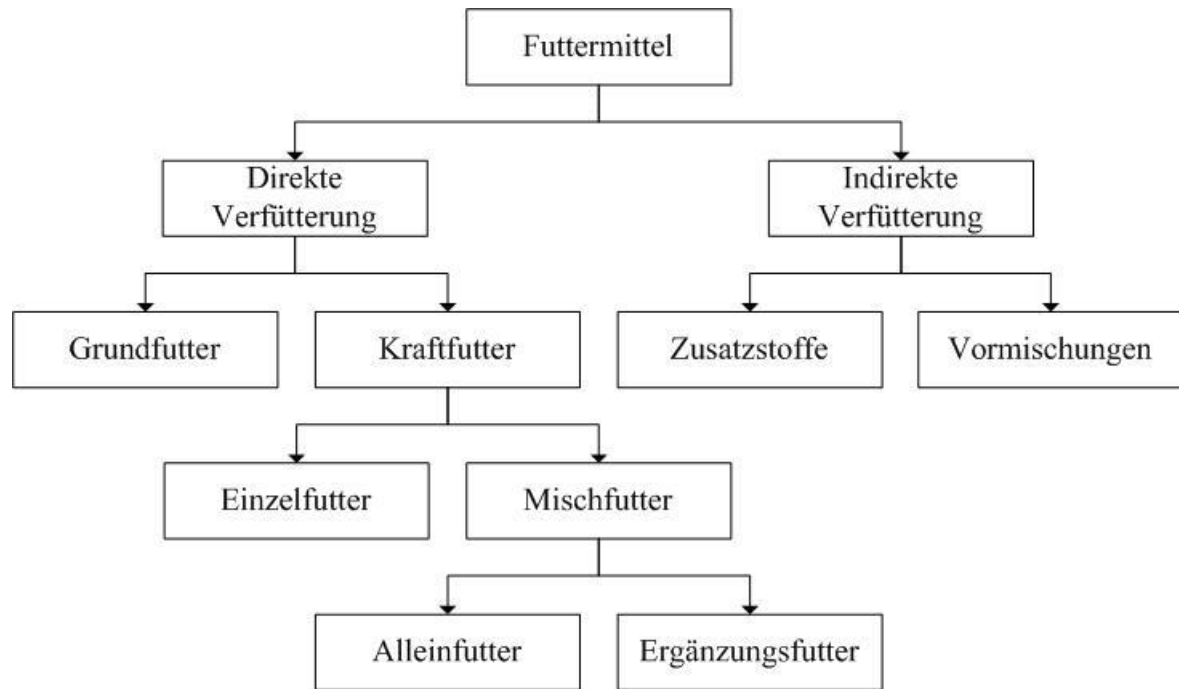 Futtermittel
Direkte
Verfütterung
Indirekte
Verfütterung
Grundfutter
Kraftfutter
Zusatzstoffe
Vormischungen
Einzelfutter
Mischfutter
Alleinfutter
Ergänzungsfutter